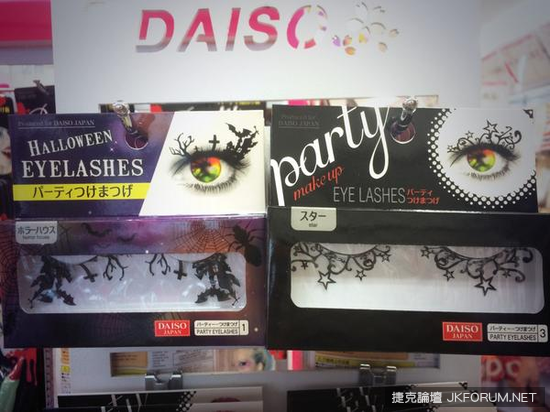 DAISO
Produced for DAISO JAPAN
HALLOWEEN
EYELASHES
パーティつけまつげ
ホラーハウス
DAISO
JAPAN
パーティーつけまつげ
PARTY EYELASHES
1
DAISO JAPAN
party
make up
EYE LASHES
パーティ
つけまつげ
スター
star
DAISO
JAPAN
パーティーつけまつげ
PARTY EYELASHES
3
捷克論壇 JKFORUM.NET